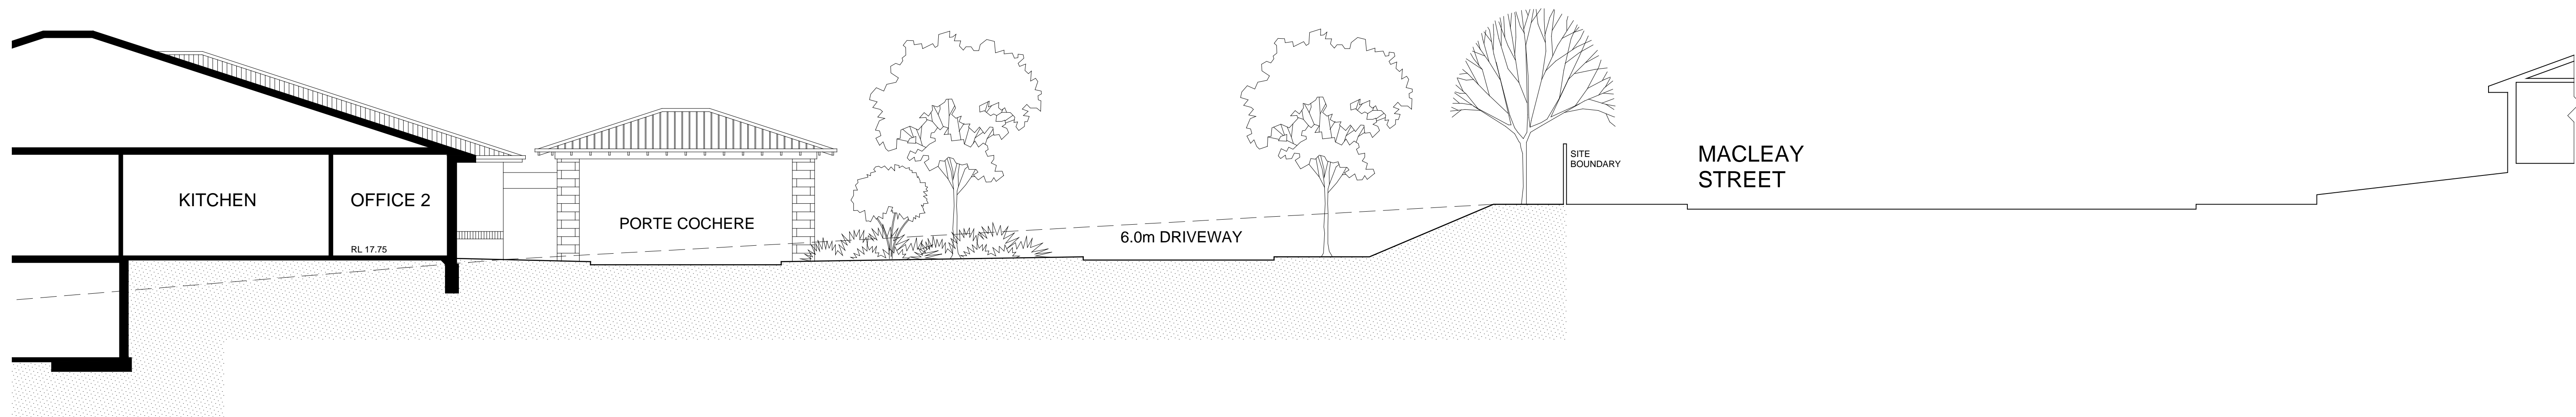 KITCHEN
OFFICE 2
RL 17.75
PORTE COCHERE
6.0m DRIVEWAY
SITE
BOUNDARY
MACLEAY
STREET